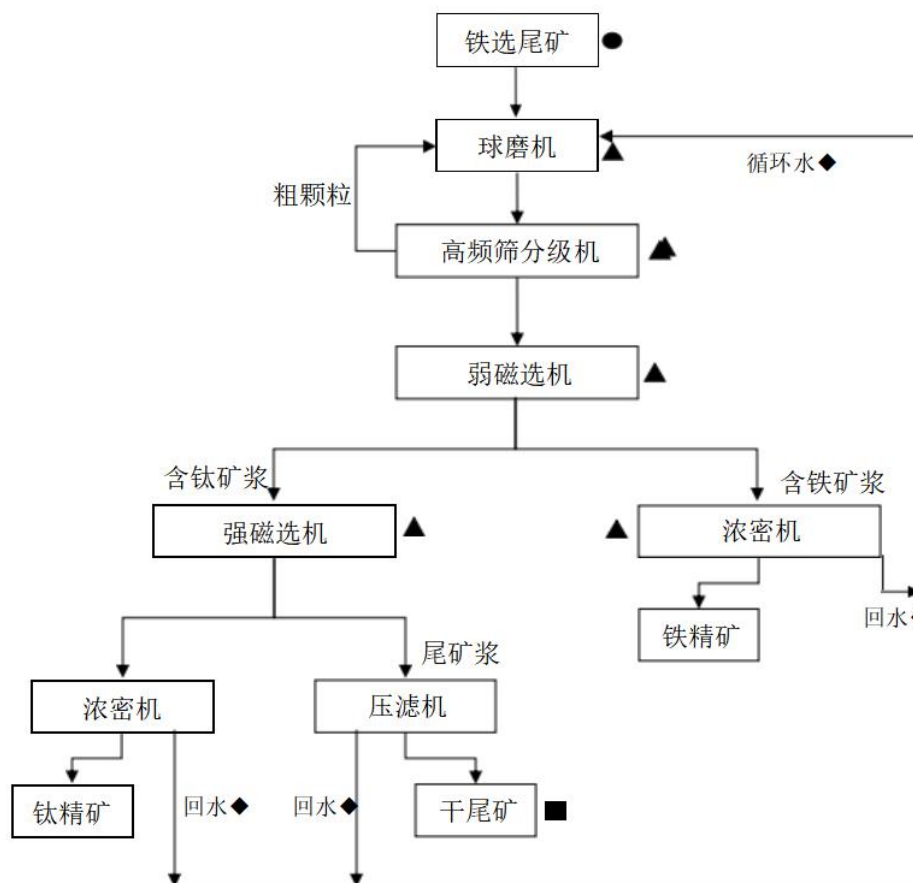 铁选尾矿
球磨机
循环水◆
粗颗粒
高频筛分级机
弱磁选机
含钛矿浆
含铁矿浆
强磁选机
浓密机
回水◆
铁精矿
尾矿浆
浓密机
压滤机
钛精矿
回水◆
回水◆
干尾矿